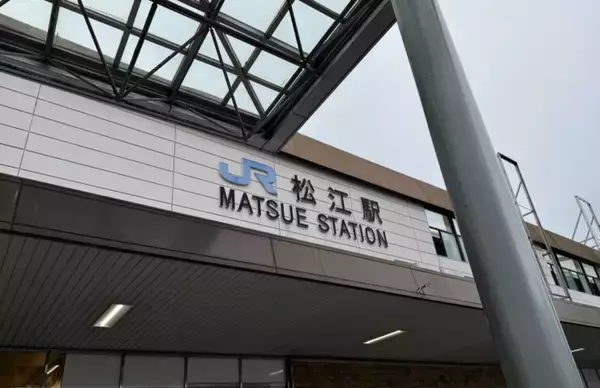 JR 松江駅
MATSUE STATION